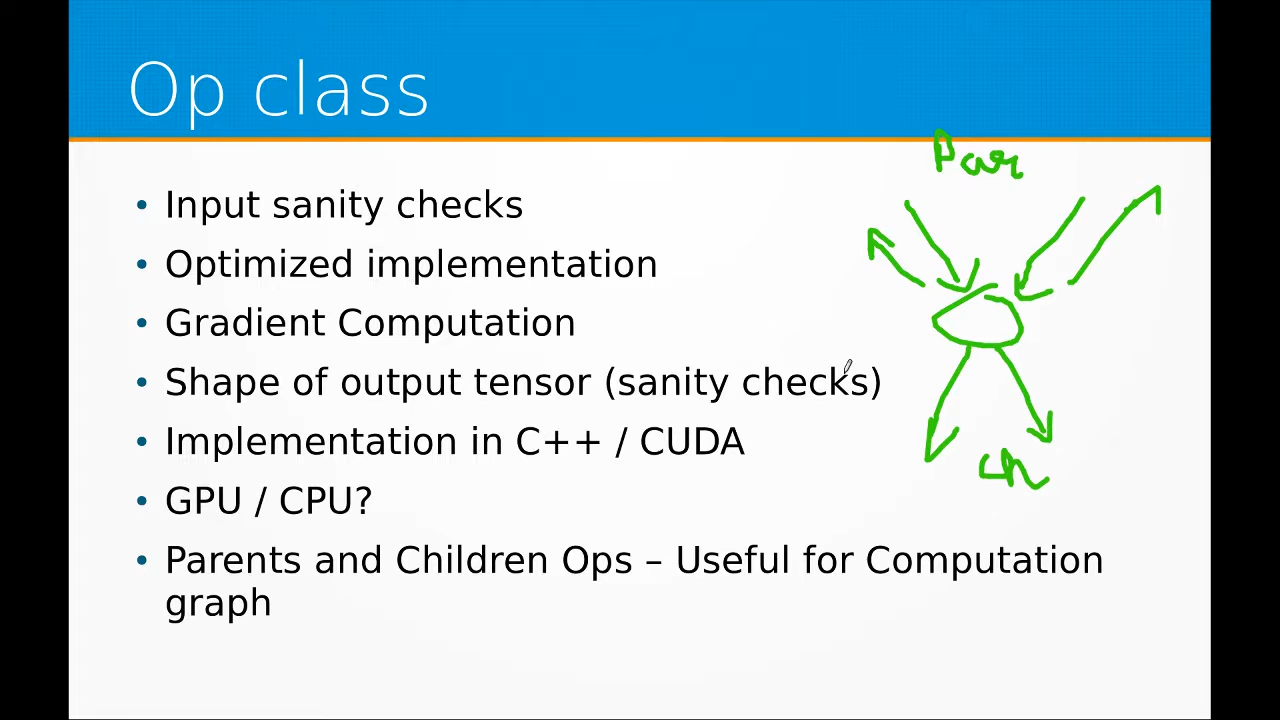 Op class
Par
• Input sanity checks
• Optimized implementation
• Gradient Computation
• Shape of output tensor (sanity checks)
• Implementation in C++ / CUDA
ch
• GPU / CPU?
• Parents and Children Ops – Useful for Computation
graph